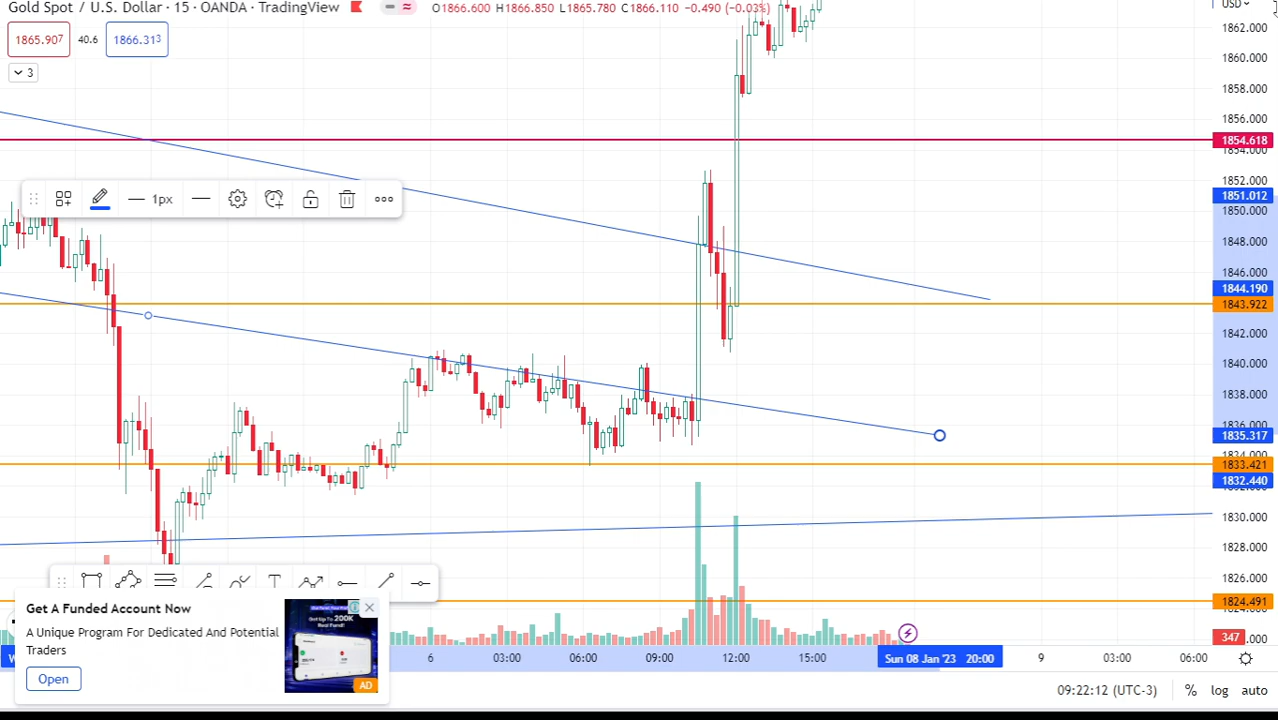 Gold Spot / U.S. Dollar · 15 · OANDA · TradingView
O1866.600 H1866.850 L1865.780 C1866.110 −0.490 (−0.03%)
USD
1865.907 40.6 1866.313
3
1862.000
1860.000
1858.000
1856.000
1854.618
1854.000
1852.000
1851.012
1850.000
1848.000
1846.000
1844.190
1843.922
1842.000
1840.000
1838.000
1836.000
1835.317
1834.000
1833.421
1832.440
1830.000
1828.000
1826.000
1824.491
347
1px
Get A Funded Account Now
A Unique Program For Dedicated And Potential
Traders
Open
AD
6 03:00 06:00 09:00 12:00 15:00 Sun 08 Jan '23 20:00 9 03:00 06:00
09:22:12 (UTC-3) % log auto